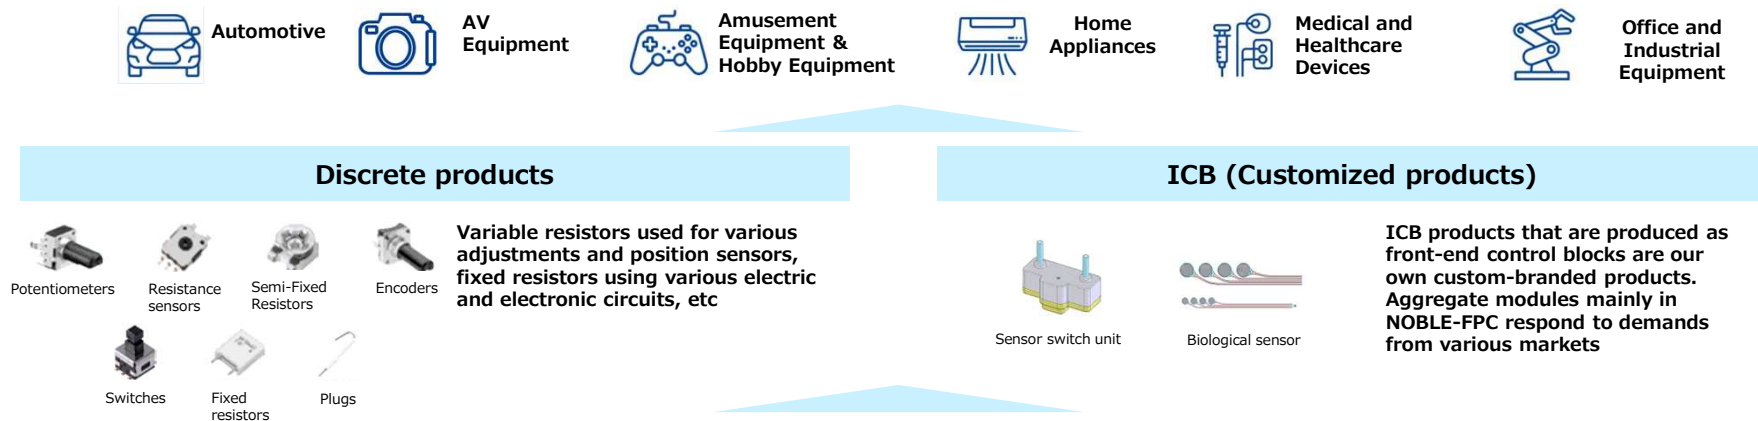 Automotive
AV
Equipment
Amusement
Equipment &
Hobby Equipment
Home
Appliances
Medical and
Healthcare
Devices
Office and
Industrial
Equipment
Discrete products
Potentiometers
Resistance
sensors
Semi-Fixed
Resistors
Encoders
Switches
Fixed
resistors
Plugs
Variable resistors used for various
adjustments and position sensors,
fixed resistors using various electric
and electronic circuits, etc
ICB (Customized products)
Sensor switch unit
Biological sensor
ICB products that are produced as
front-end control blocks are our
own custom-branded products.
Aggregate modules mainly in
NOBLE-FPC respond to demands
from various markets